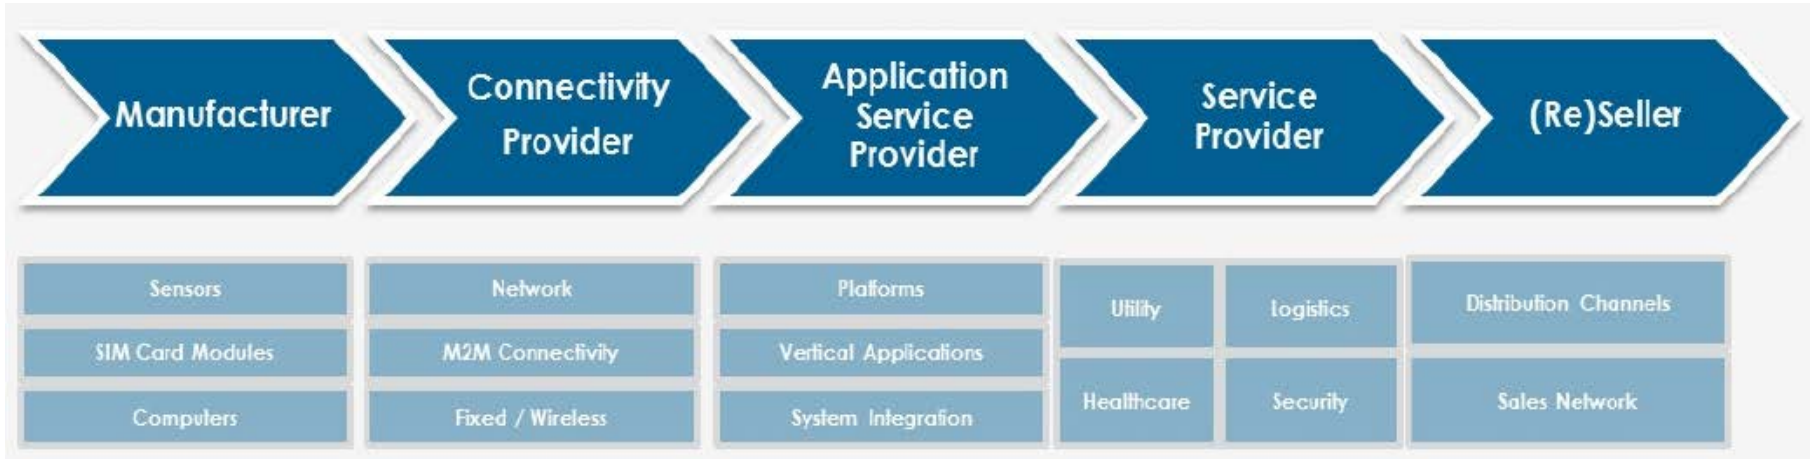 Manufacturer
Connectivity
Provider
Application
Service
Provider
Service
Provider
(Re)Seller
Sensors
SIM Card Modules
Computers
Network
M2M Connectivity
Fixed / Wireless
Platforms
Vertical Applications
System Integration
Utility
Logistics
Healthcare
Security
Distribution Channels
Sales Network